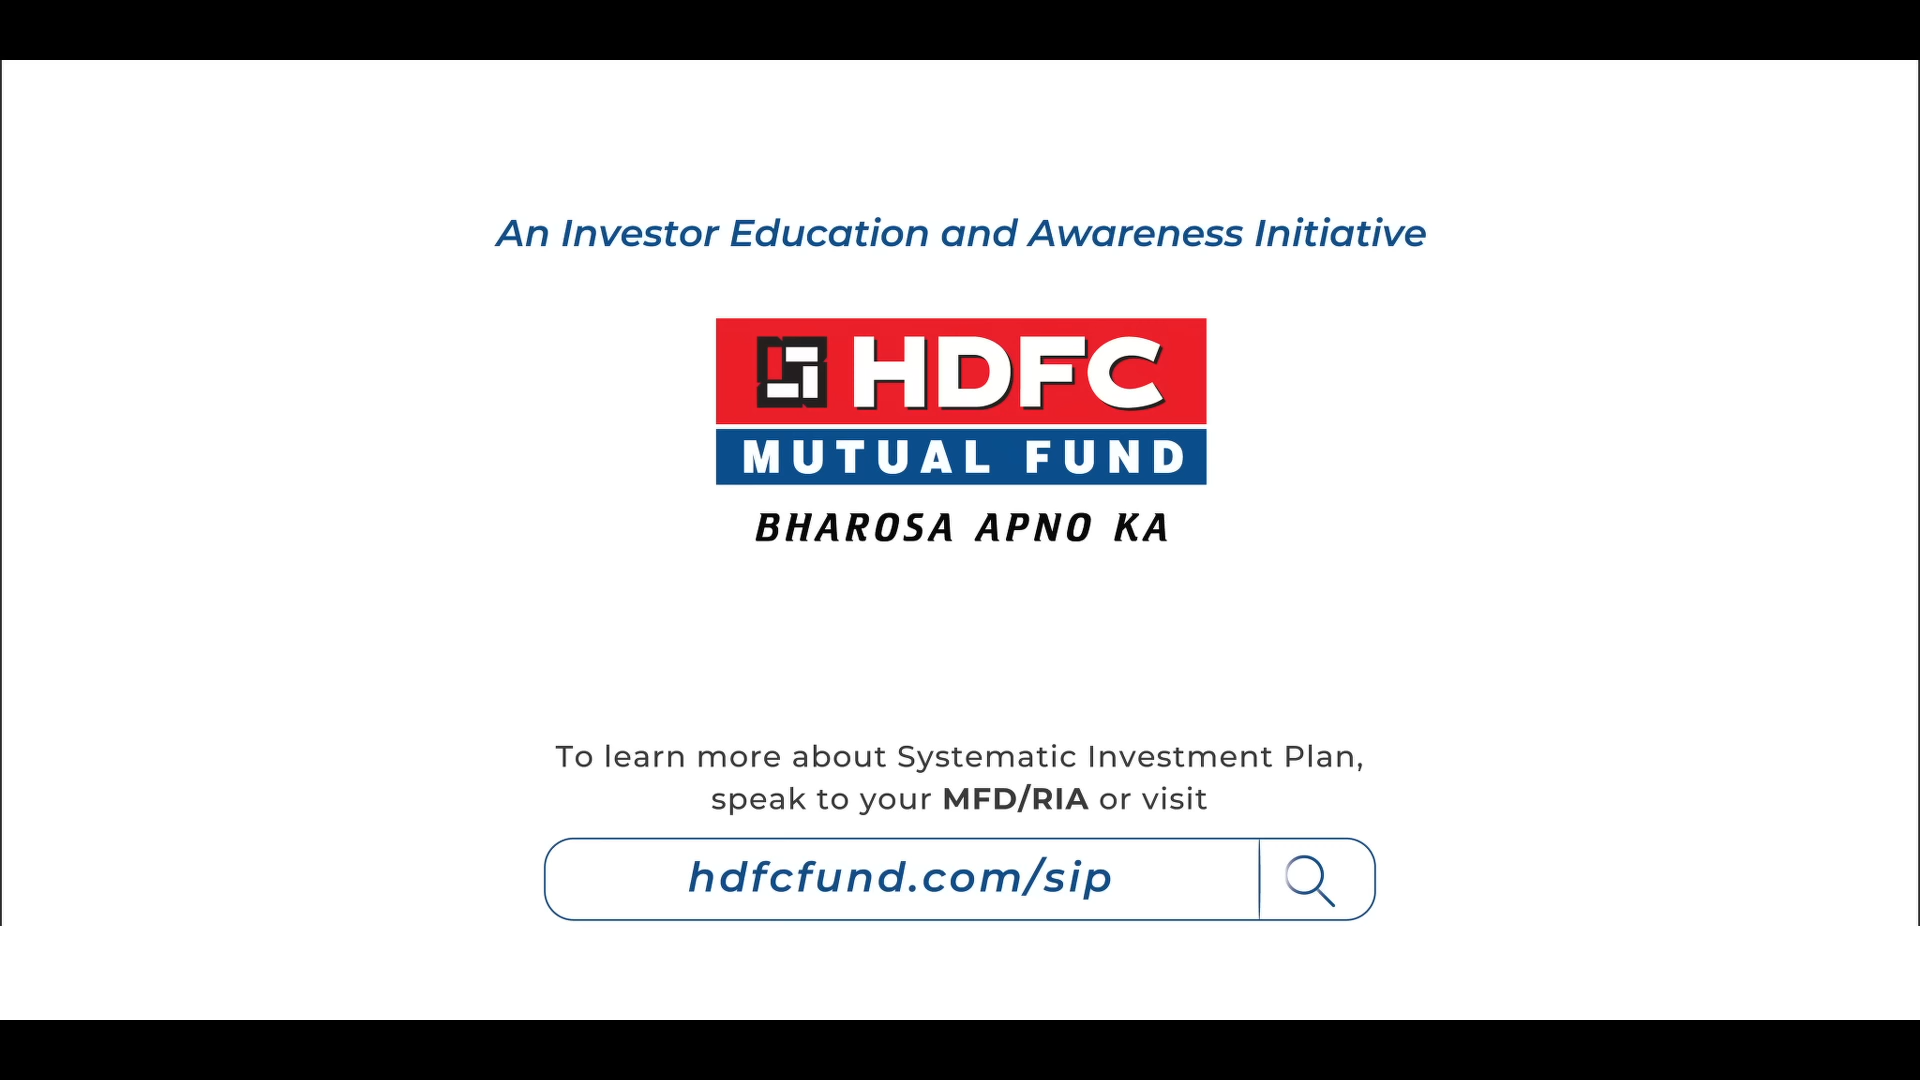 An Investor Education and Awareness Initiative
HDFC
MUTUAL FUND
BHAROSA APNO KA
To learn more about Systematic Investment Plan,
speak to your MFD/RIA or visit
hdfcfund.com/sip